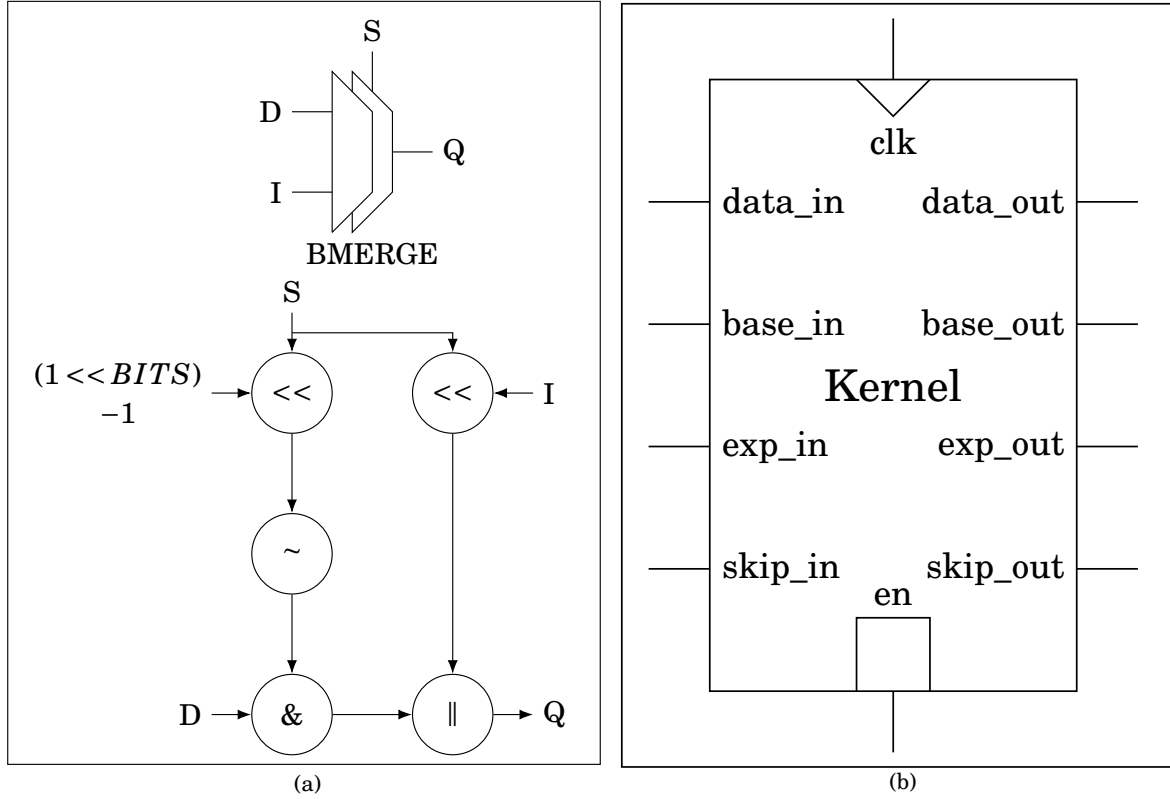 S
D
Q
I
BMERGE
S
(1 << BITS)
−1
<<
<<
I
~
D
&
||
Q
(a)
clk
data_in
data_out
base_in
base_out
Kernel
exp_in
exp_out
skip_in
skip_out
en
(b)